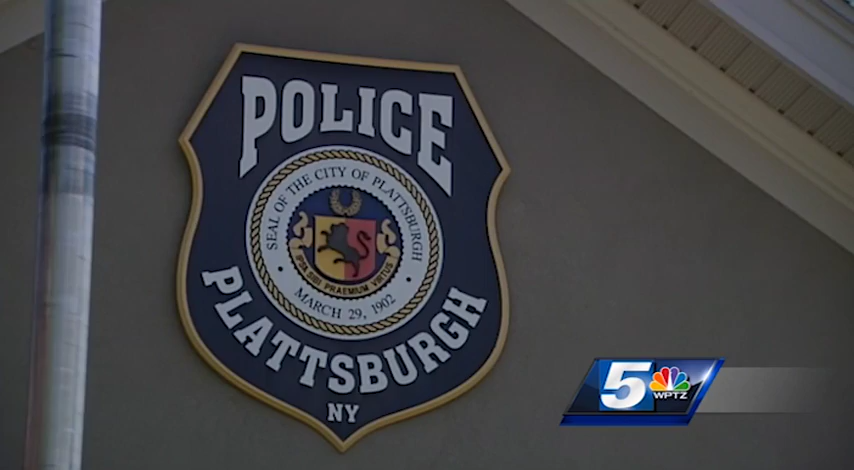 POLICE
SEAL OF THE CITY OF PLATTSBURGH
IPSA SIBI PRAEMIUM VIRTUS
MARCH 29, 1902
PLATTSBURGH
NY
5
WPTZ